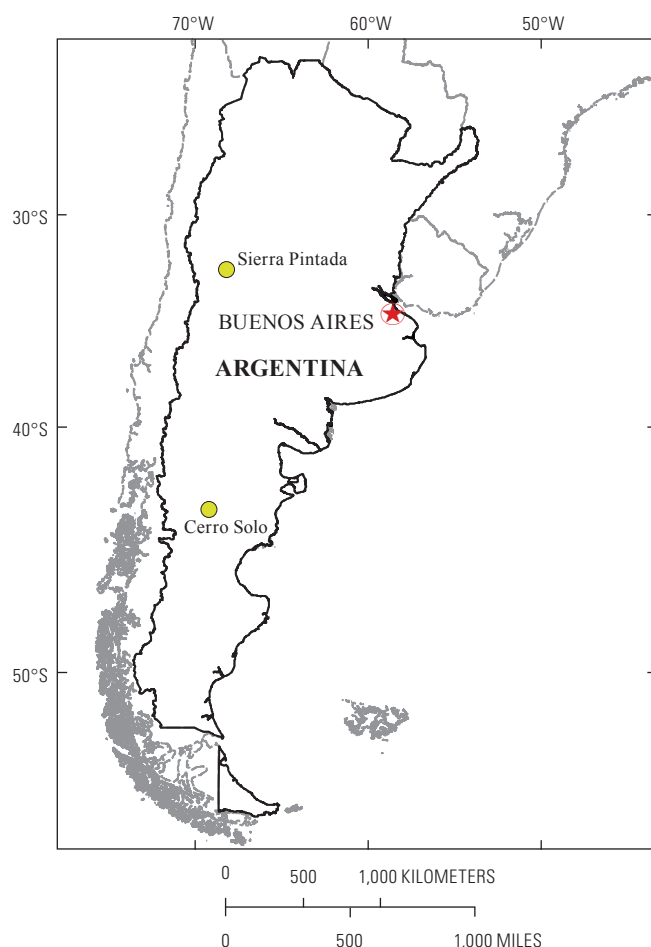 70°W 60°W 50°W
30°S
Sierra Pintada
BUENOS AIRES
ARGENTINA
40°S
Cerro Solo
50°S
0 500 1,000 KILOMETERS
0 500 1.000 MILES